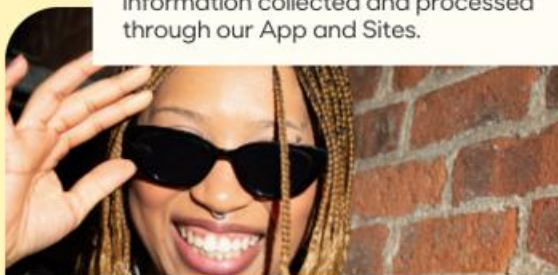 information collected and processed
through our App and Sites.